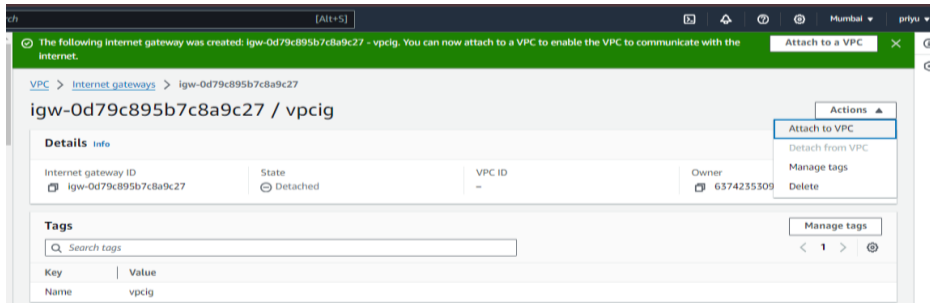 rch [Alt+S] Mumbai ▼ priyu ▼
The following internet gateway was created: igw-0d79c895b7c8a9c27 - vpcig. You can now attach to a VPC to enable the VPC to communicate with the
internet.
Attach to a VPC
VPC > Internet gateways > igw-0d79c895b7c8a9c27
igw-0d79c895b7c8a9c27 / vpcig
Actions ▲
Attach to VPC
Detach from VPC
Manage tags
Delete
Details Info
Internet gateway ID State VPC ID Owner
igw-0d79c895b7c8a9c27 Detached – 6374235309
Tags
Manage tags
Search tags
< 1 >
Key Value
Name vpcig